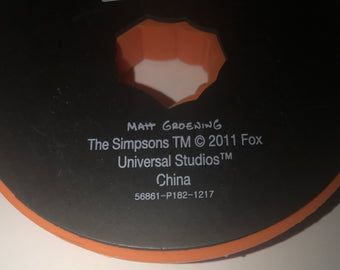 MATT GROENING
The Simpsons TM © 2011 Fox
Universal Studios™
China
56861-P182-1217